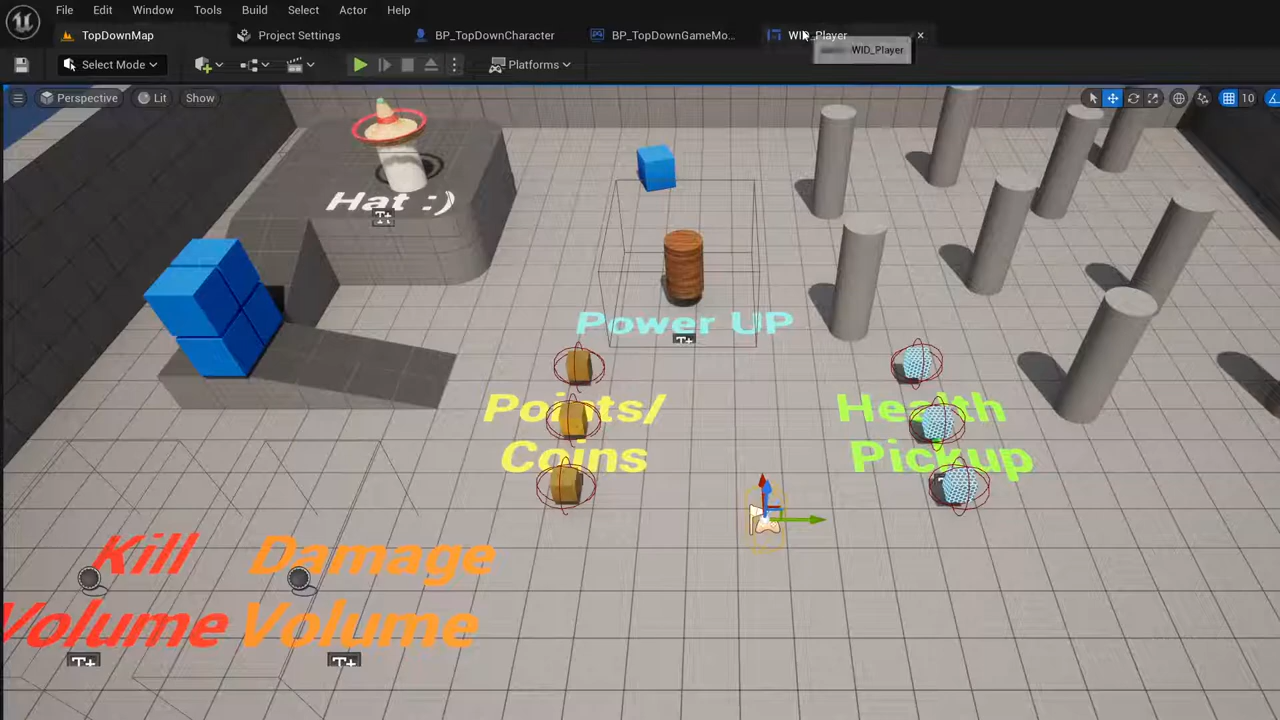 File Edit Window Tools Build Select Actor Help
TopDownMap Project Settings BP_TopDownCharacter BP_TopDownGameMo... WID_Player
WID_Player
Select Mode Platforms
Perspective Lit Show 10
Hat :)
Power UP
Points/
Coins
Health
Pickup
Kill
Volume
Damage
Volume